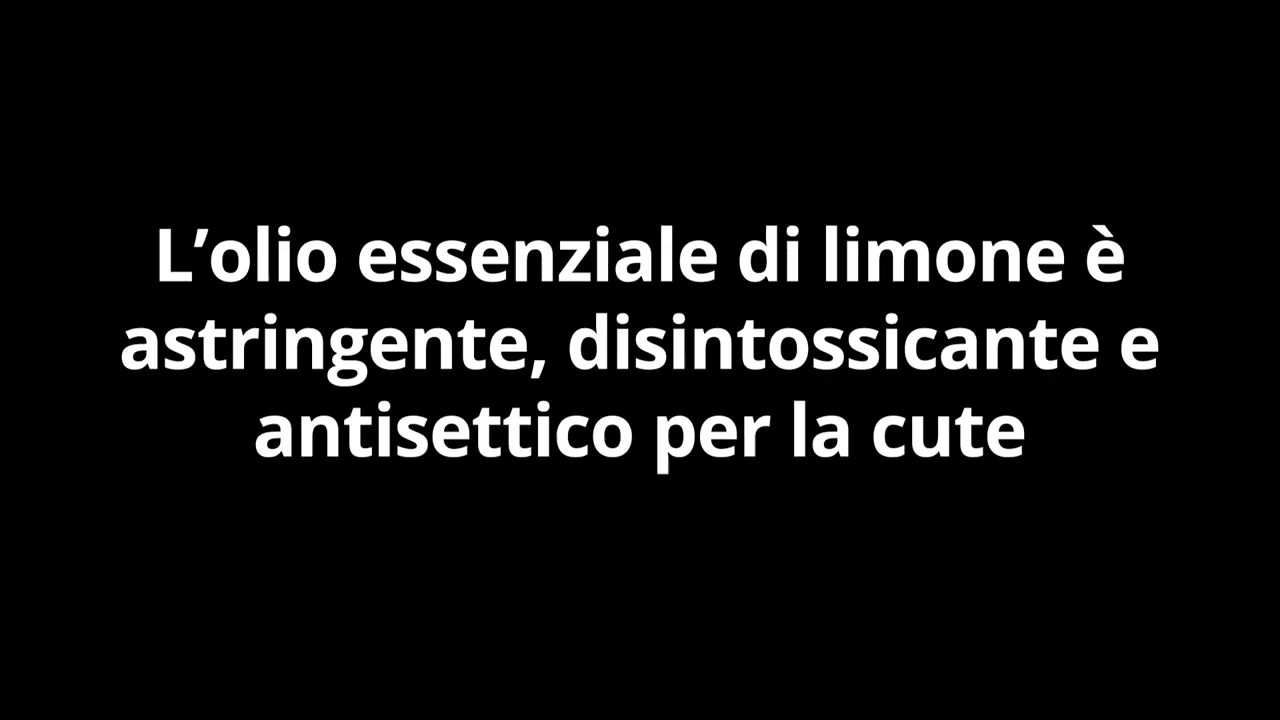 L’olio essenziale di limone è
astringente, disintossicante e
antisettico per la cute